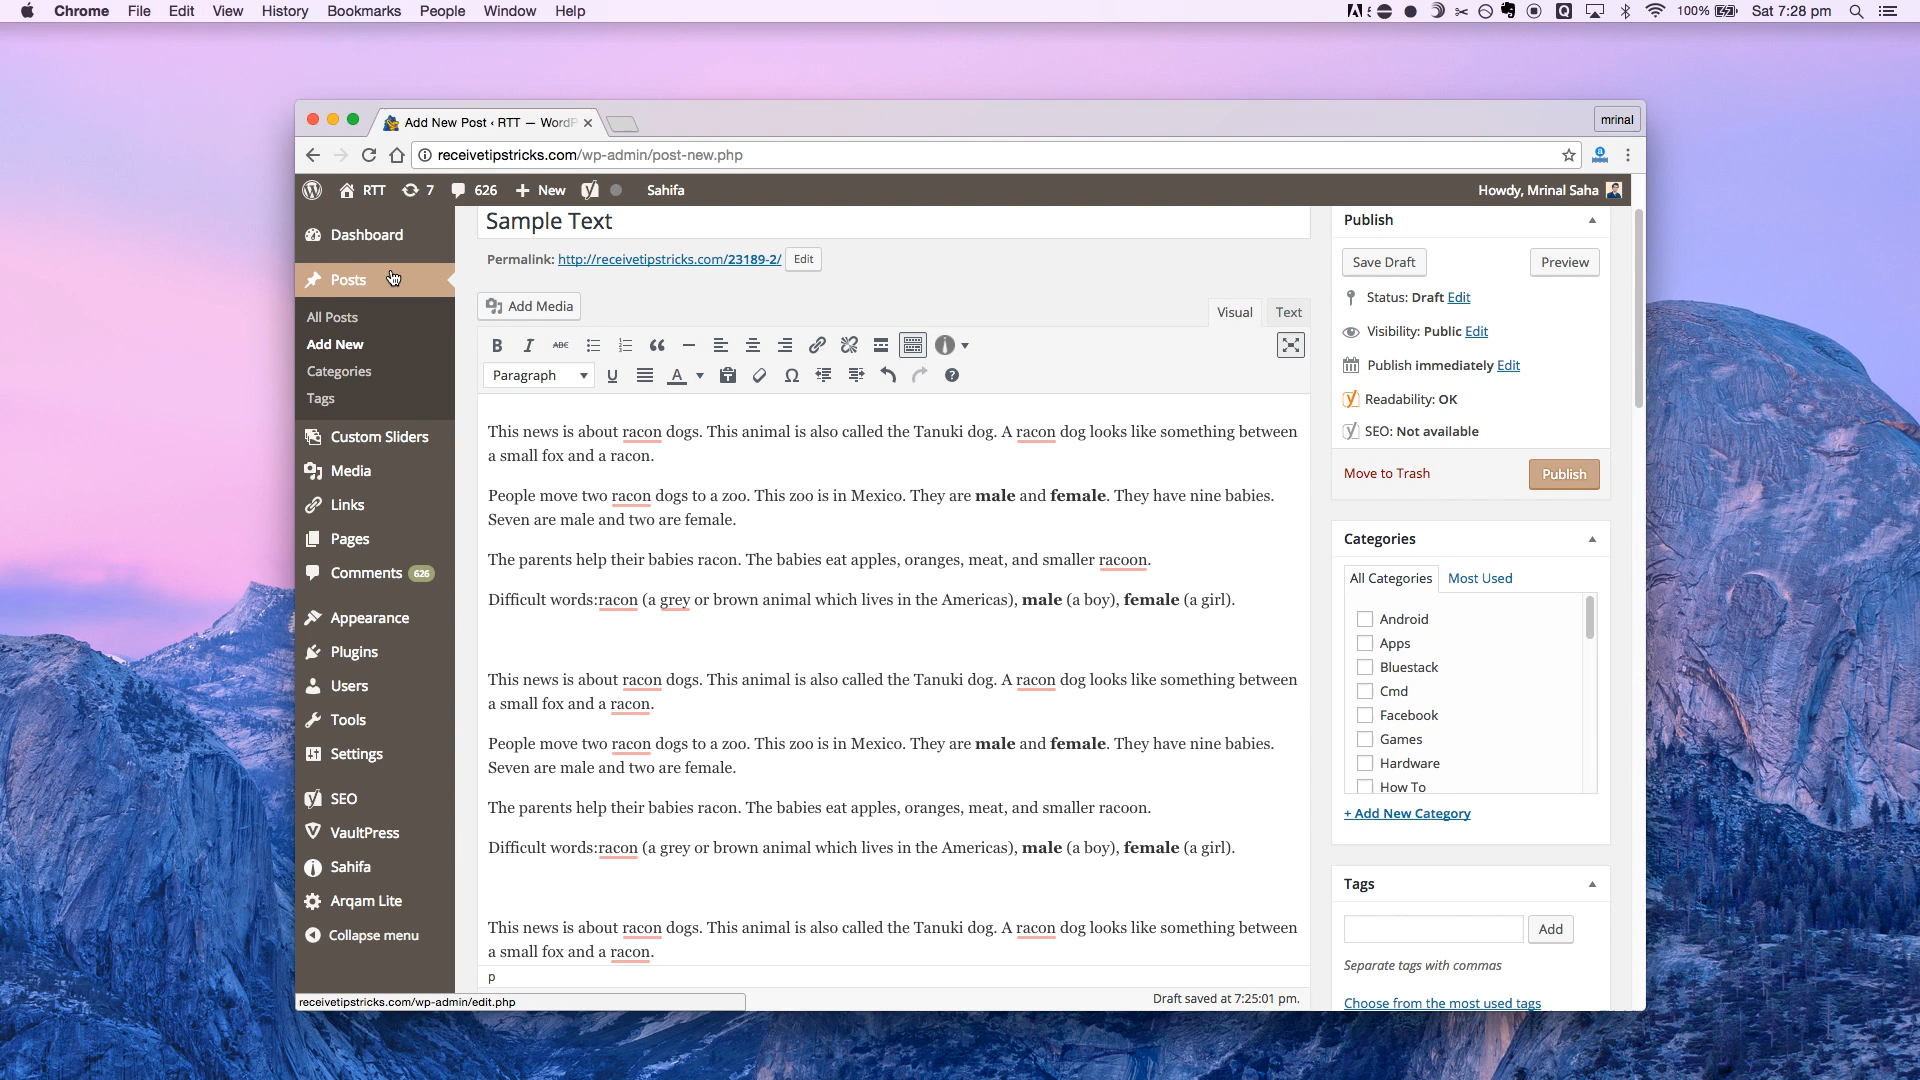 Chrome File Edit View History Bookmarks People Window Help
100% Sat 7:28 pm
Add New Post ‹ RTT — WordP
mrinal
receivetipstricks.com/wp-admin/post-new.php
RTT 7 626 New Sahifa
Howdy, Mrinal Saha
Dashboard
Posts
All Posts
Add New
Categories
Tags
Custom Sliders
Media
Links
Pages
Comments 626
Appearance
Plugins
Users
Tools
Settings
SEO
VaultPress
Sahifa
Arqam Lite
Collapse menu
receivetipstricks.com/wp-admin/edit.php
Sample Text
Permalink: http://receivetipstricks.com/23189-2/ Edit
Add Media
Visual Text
B I ABC
Paragraph U A Ω
This news is about racon dogs. This animal is also called the Tanuki dog. A racon dog looks like something between
a small fox and a racon.
People move two racon dogs to a zoo. This zoo is in Mexico. They are male and female. They have nine babies.
Seven are male and two are female.
The parents help their babies racon. The babies eat apples, oranges, meat, and smaller racoon.
Difficult words:racon (a grey or brown animal which lives in the Americas), male (a boy), female (a girl).
This news is about racon dogs. This animal is also called the Tanuki dog. A racon dog looks like something between
a small fox and a racon.
People move two racon dogs to a zoo. This zoo is in Mexico. They are male and female. They have nine babies.
Seven are male and two are female.
The parents help their babies racon. The babies eat apples, oranges, meat, and smaller racoon.
Difficult words:racon (a grey or brown animal which lives in the Americas), male (a boy), female (a girl).
This news is about racon dogs. This animal is also called the Tanuki dog. A racon dog looks like something between
a small fox and a racon.
p
Draft saved at 7:25:01 pm.
Publish
Save Draft Preview
Status: Draft Edit
Visibility: Public Edit
Publish immediately Edit
Readability: OK
SEO: Not available
Move to Trash Publish
Categories
All Categories Most Used
Android
Apps
Bluestack
Cmd
Facebook
Games
Hardware
How To
+ Add New Category
Tags
Add
Separate tags with commas
Choose from the most used tags